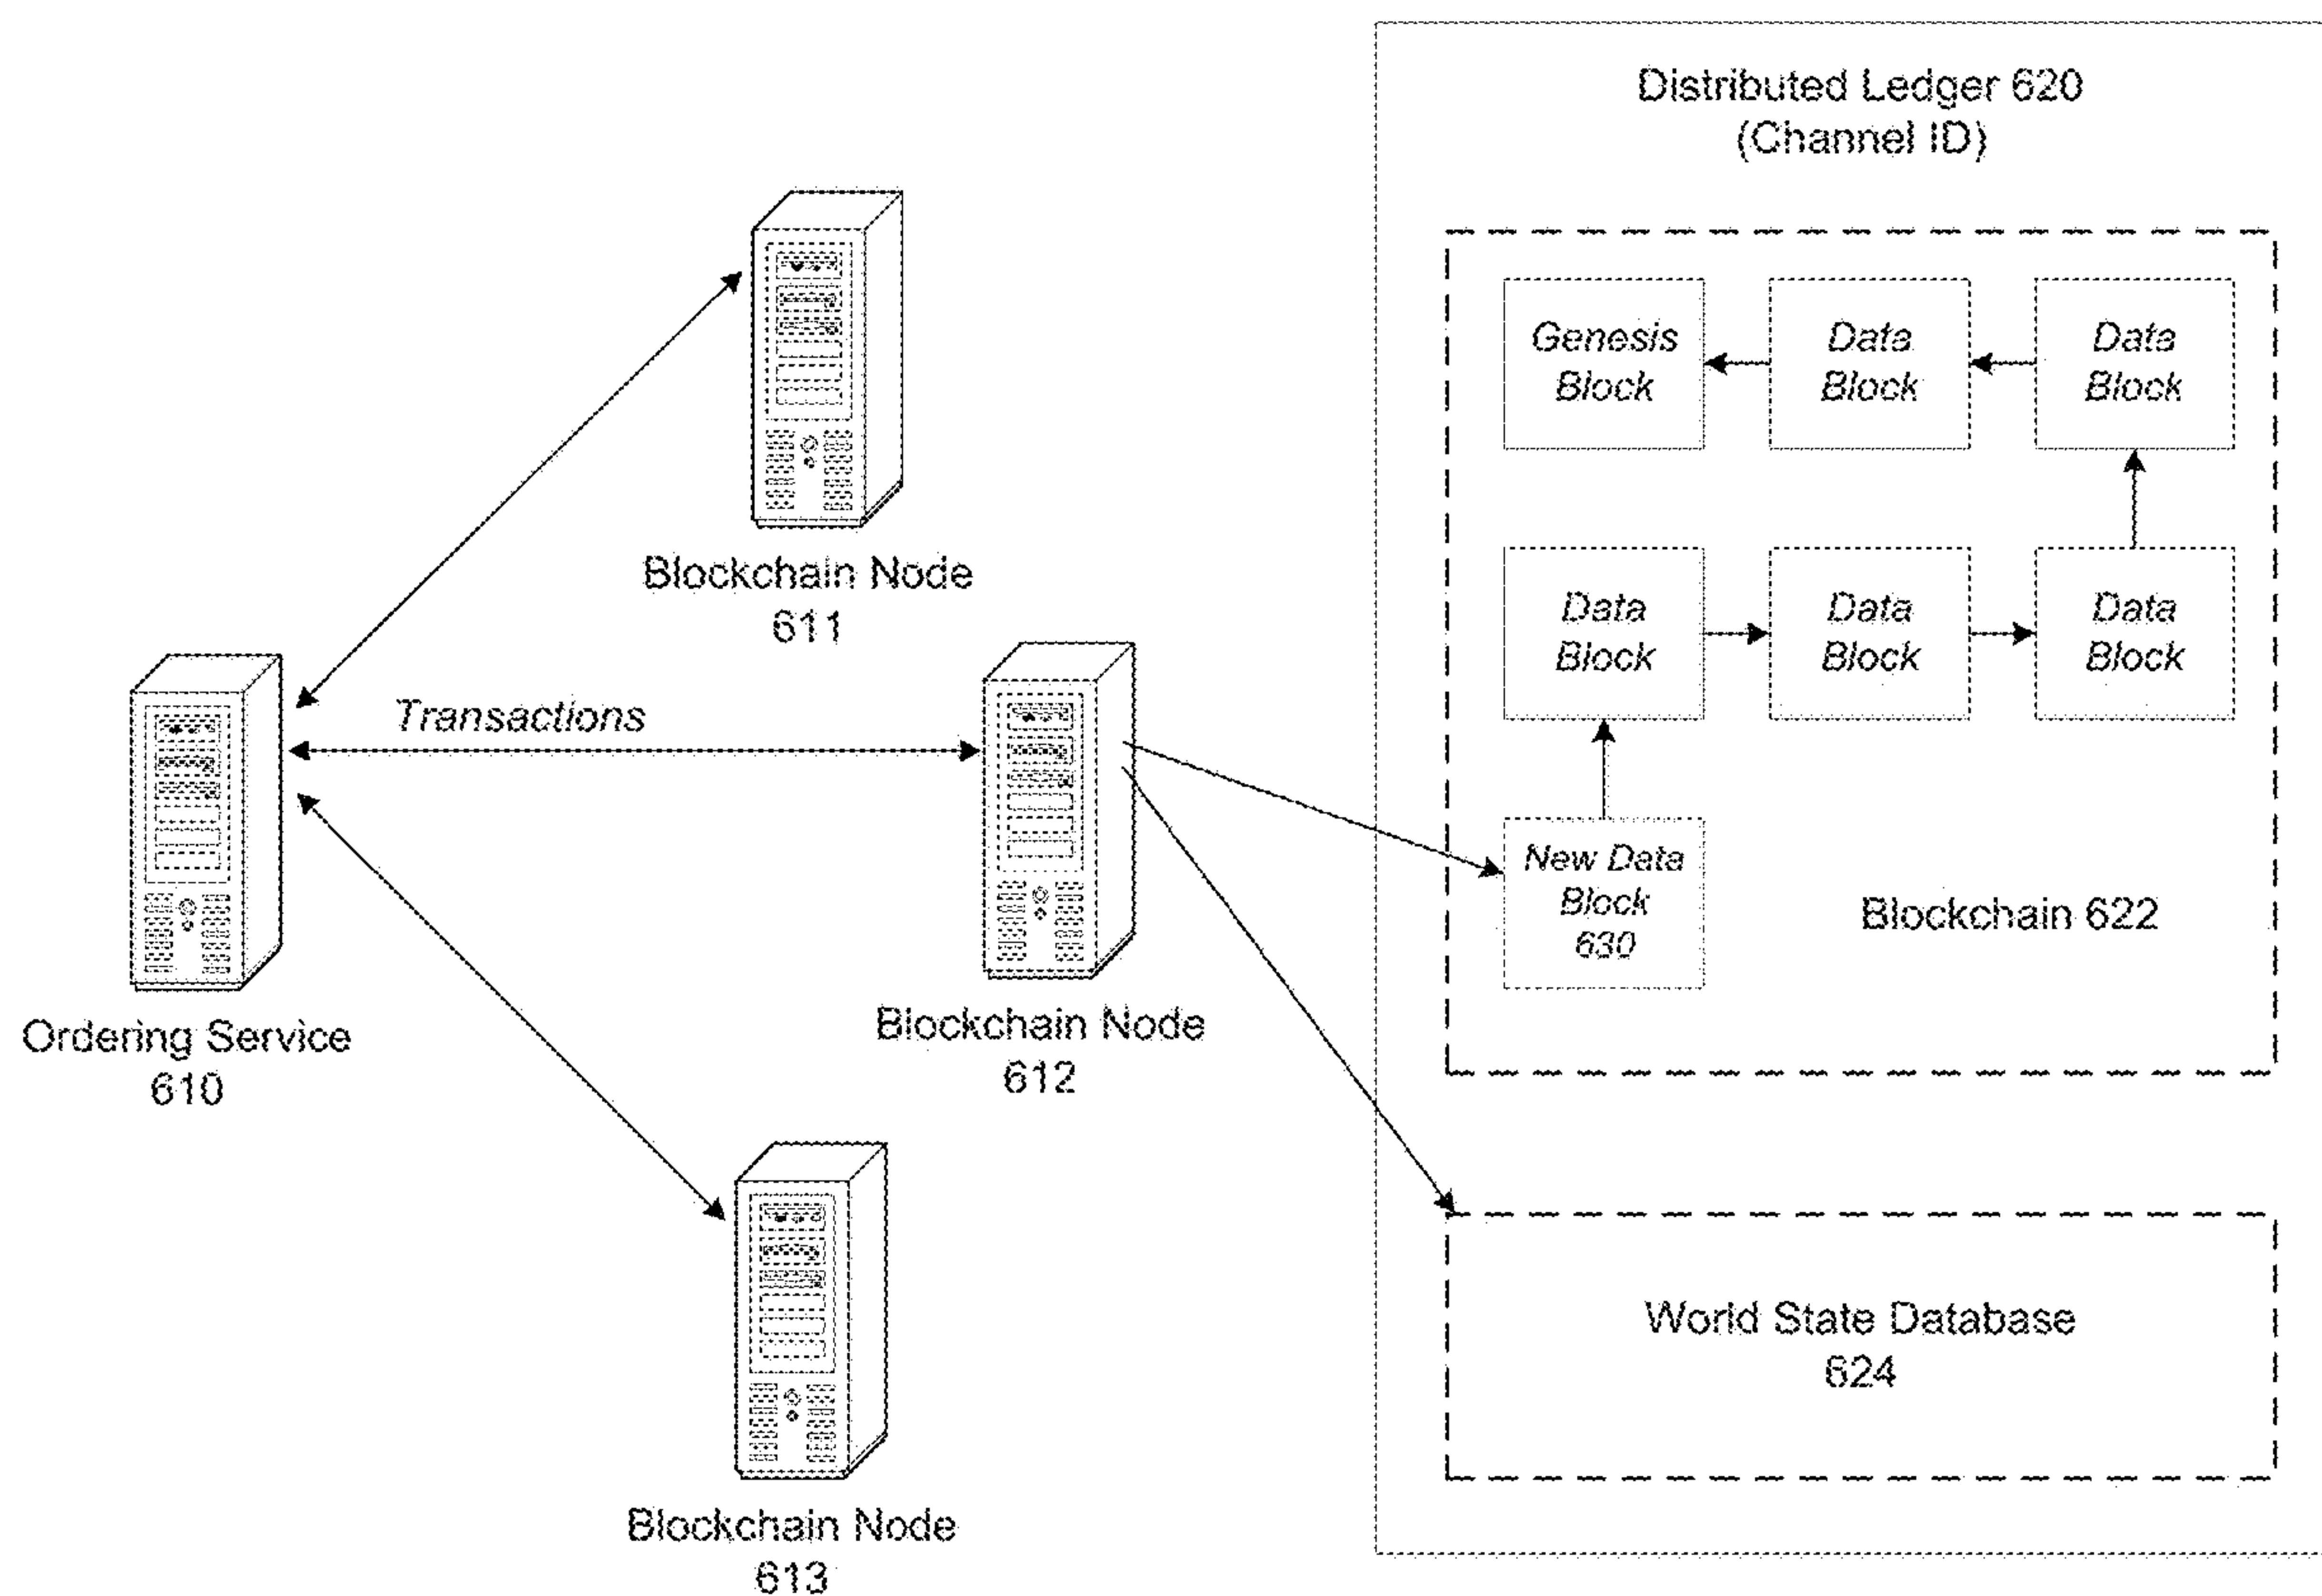 Distributed Ledger 620
(Channel ID)
Genesis
Block
Data
Block
Data
Block
Blockchain Node
611
Data
Block
Data
Block
Data
Block
Transactions
New Data
Block
630
Blockchain 622
Ordering Service
610
Blockchain Node
612
World State Database
624
Blockchain Node
613